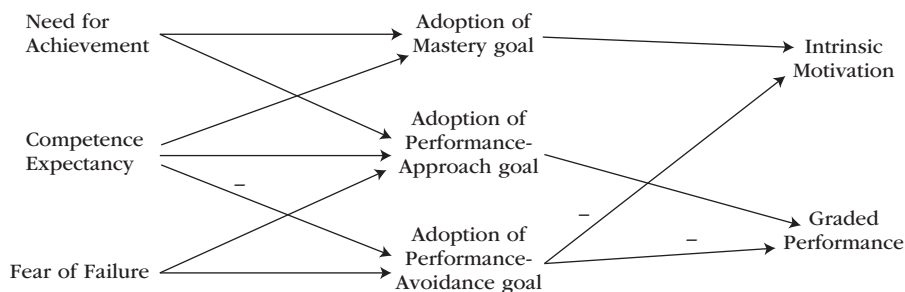 Need for
Achievement
Adoption of
Mastery goal
Intrinsic
Motivation
Competence
Expectancy
Adoption of
Performance-
Approach goal
–
–
Graded
Performance
–
Fear of Failure
Adoption of
Performance-
Avoidance goal